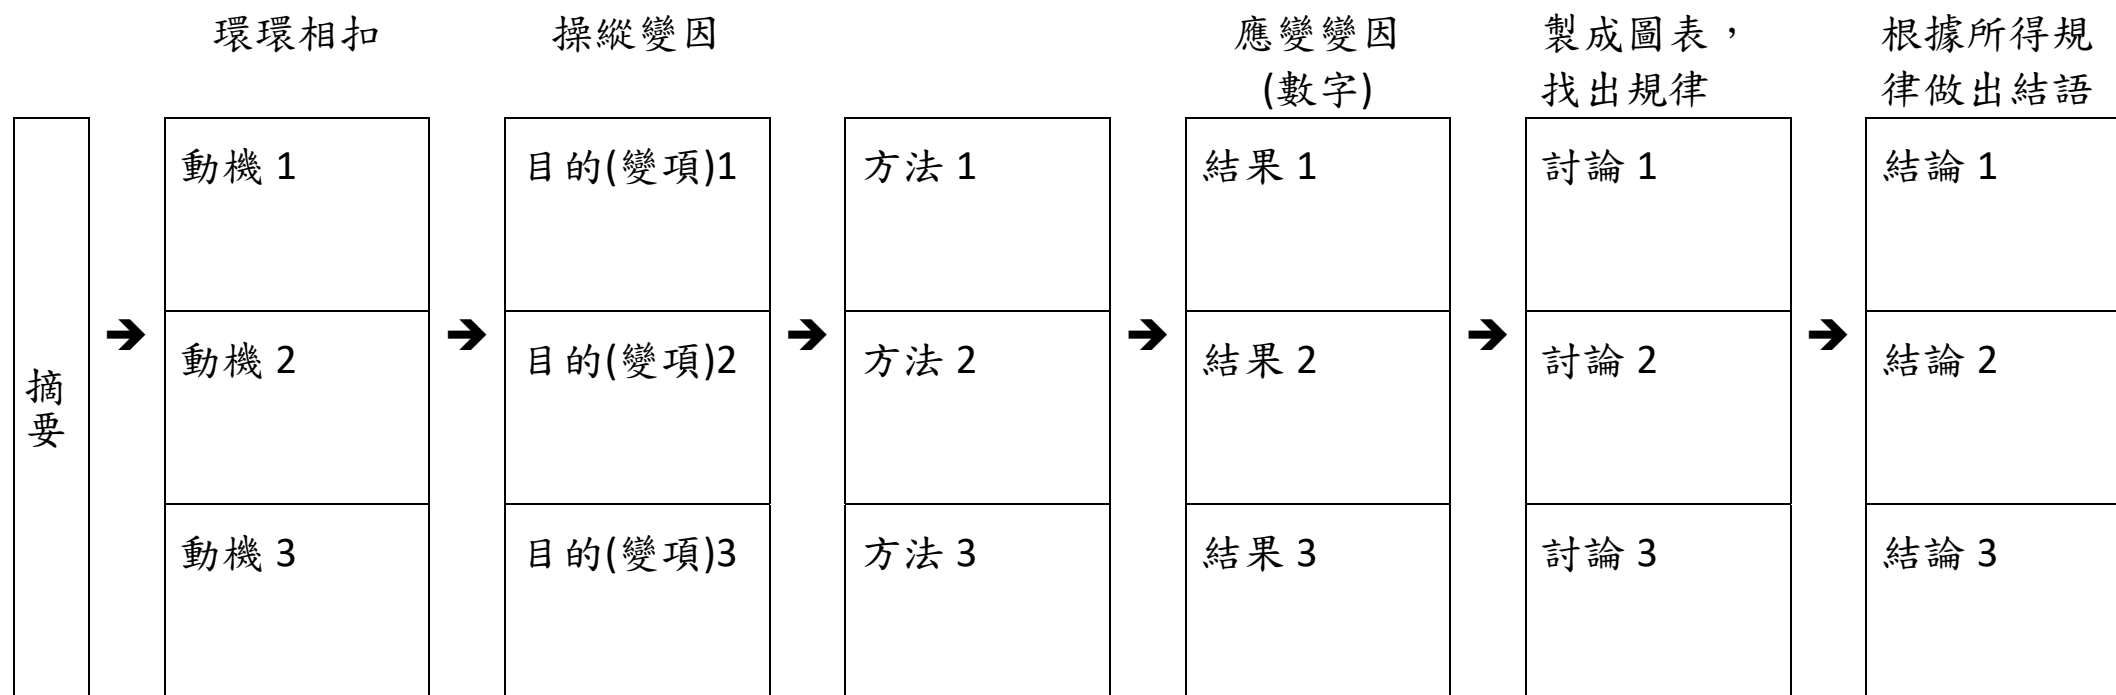 環環相扣
操縱變因
應變變因
(數字)
製成圖表，
找出規律
根據所得規
律做出結語
摘要
➔
動機 1
動機 2
動機 3
➔
目的(變項)1
目的(變項)2
目的(變項)3
➔
方法 1
方法 2
方法 3
➔
結果 1
結果 2
結果 3
➔
討論 1
討論 2
討論 3
➔
結論 1
結論 2
結論 3